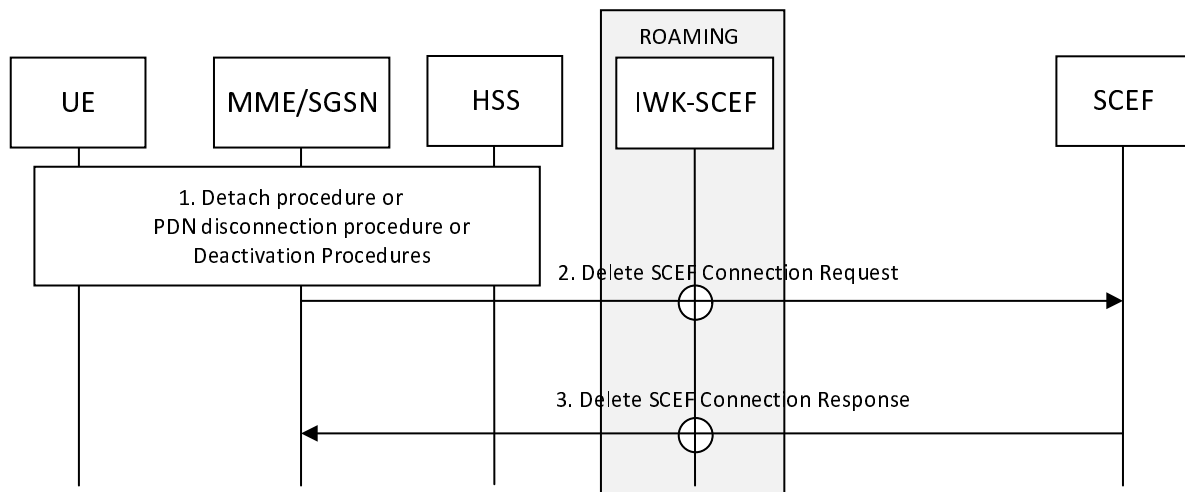 ROAMING
UE
MME/SGSN
HSS
IWK-SCEF
SCEF
1. Detach procedure or
PDN disconnection procedure or
Deactivation Procedures
2. Delete SCEF Connection Request
3. Delete SCEF Connection Response